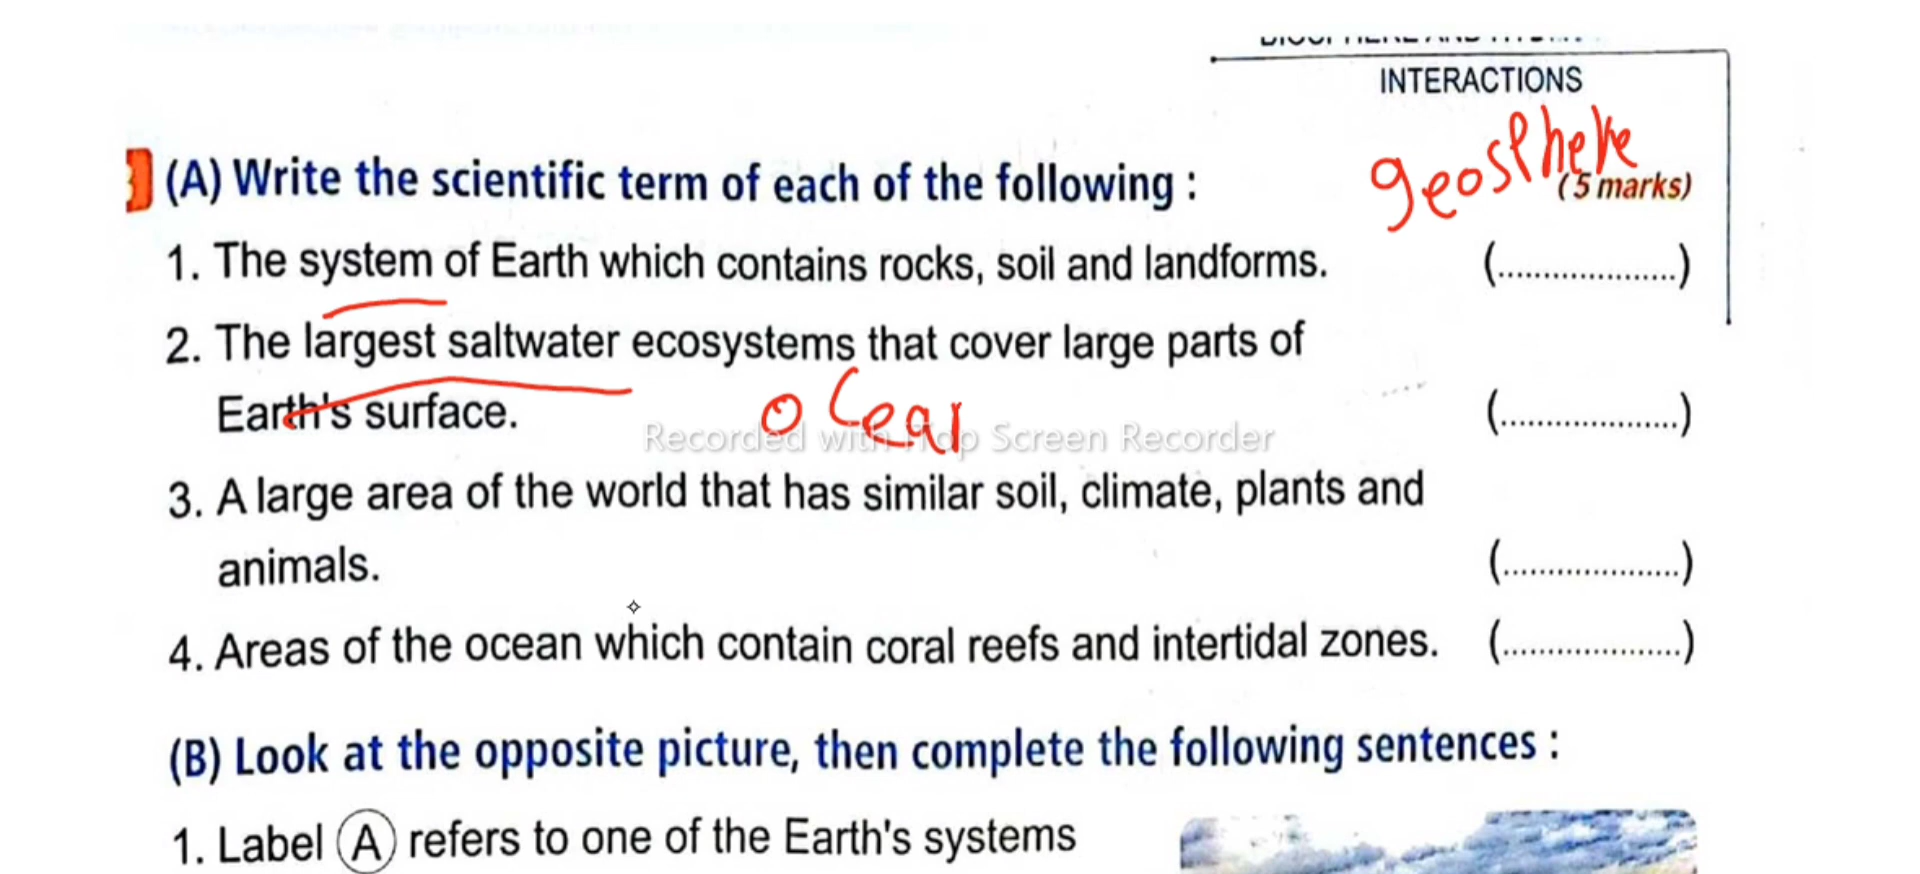 INTERACTIONS
geosphere
(A) Write the scientific term of each of the following :
(5 marks)
1. The system of Earth which contains rocks, soil and landforms. (....................)
2. The largest saltwater ecosystems that cover large parts of
Earth's surface. (....................)
ocean
Recorded with iTop Screen Recorder
3. A large area of the world that has similar soil, climate, plants and
animals. (....................)
4. Areas of the ocean which contain coral reefs and intertidal zones. (....................)
(B) Look at the opposite picture, then complete the following sentences :
1. Label A refers to one of the Earth's systems